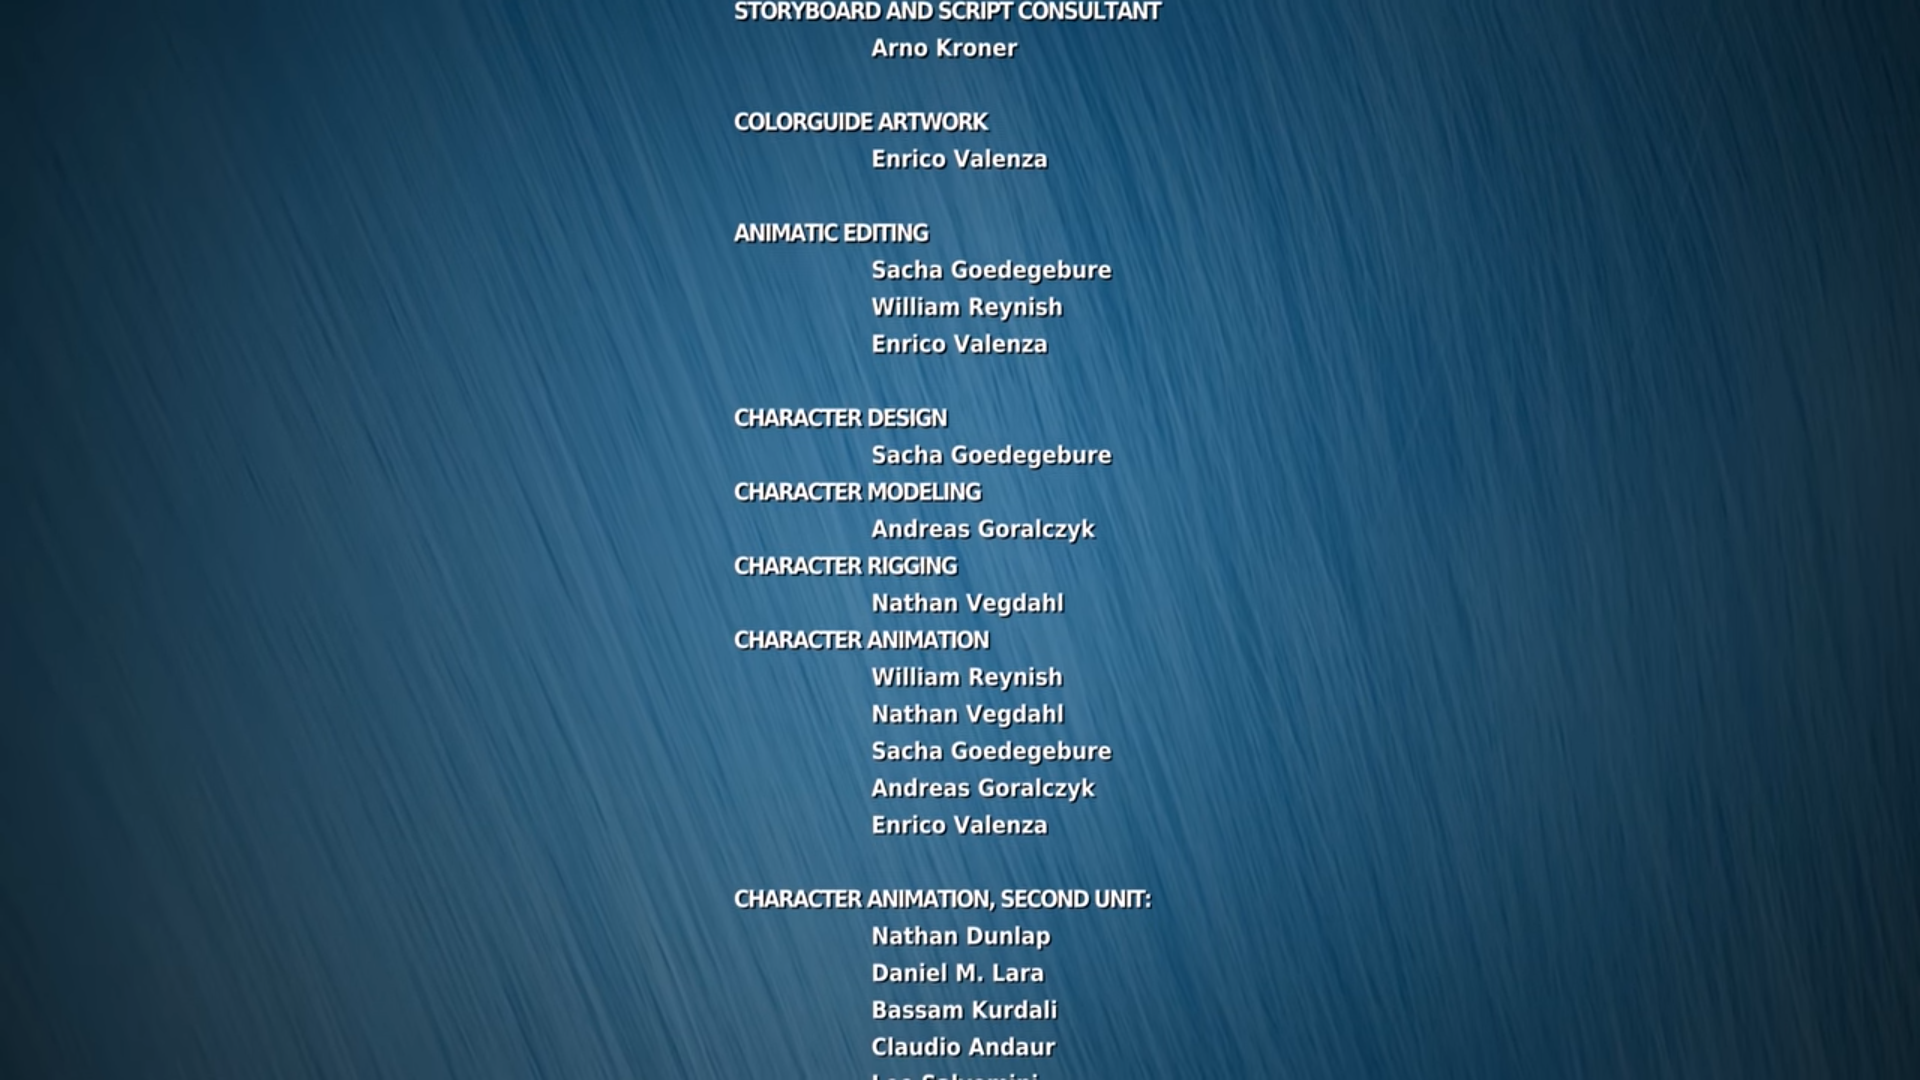 STORYBOARD AND SCRIPT CONSULTANT
Arno Kroner
COLORGUIDE ARTWORK
Enrico Valenza
ANIMATIC EDITING
Sacha Goedegebure
William Reynish
Enrico Valenza
CHARACTER DESIGN
Sacha Goedegebure
CHARACTER MODELING
Andreas Goralczyk
CHARACTER RIGGING
Nathan Vegdahl
CHARACTER ANIMATION
William Reynish
Nathan Vegdahl
Sacha Goedegebure
Andreas Goralczyk
Enrico Valenza
CHARACTER ANIMATION, SECOND UNIT:
Nathan Dunlap
Daniel M. Lara
Bassam Kurdali
Claudio Andaur